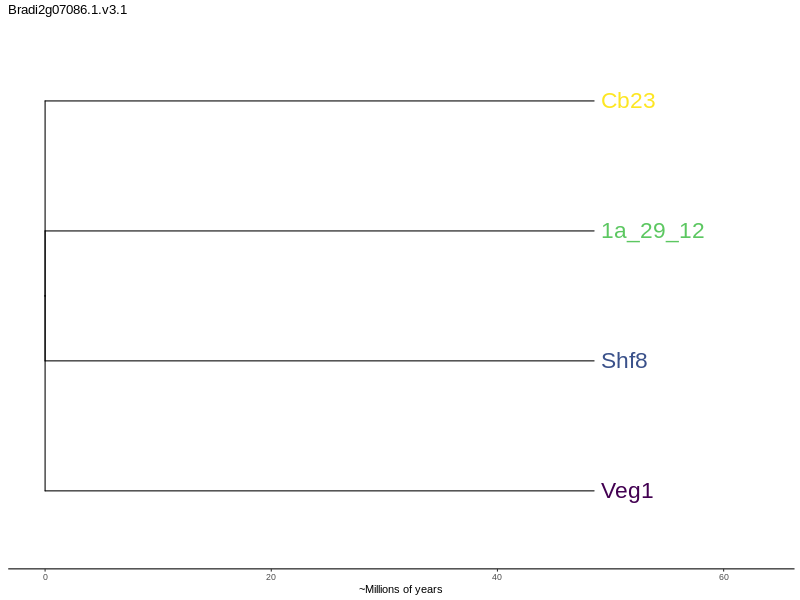 Bradi2g07086.1.v3.1
Cb23
1a_29_12
Shf8
Veg1
0 20 40 60
~Millions of years